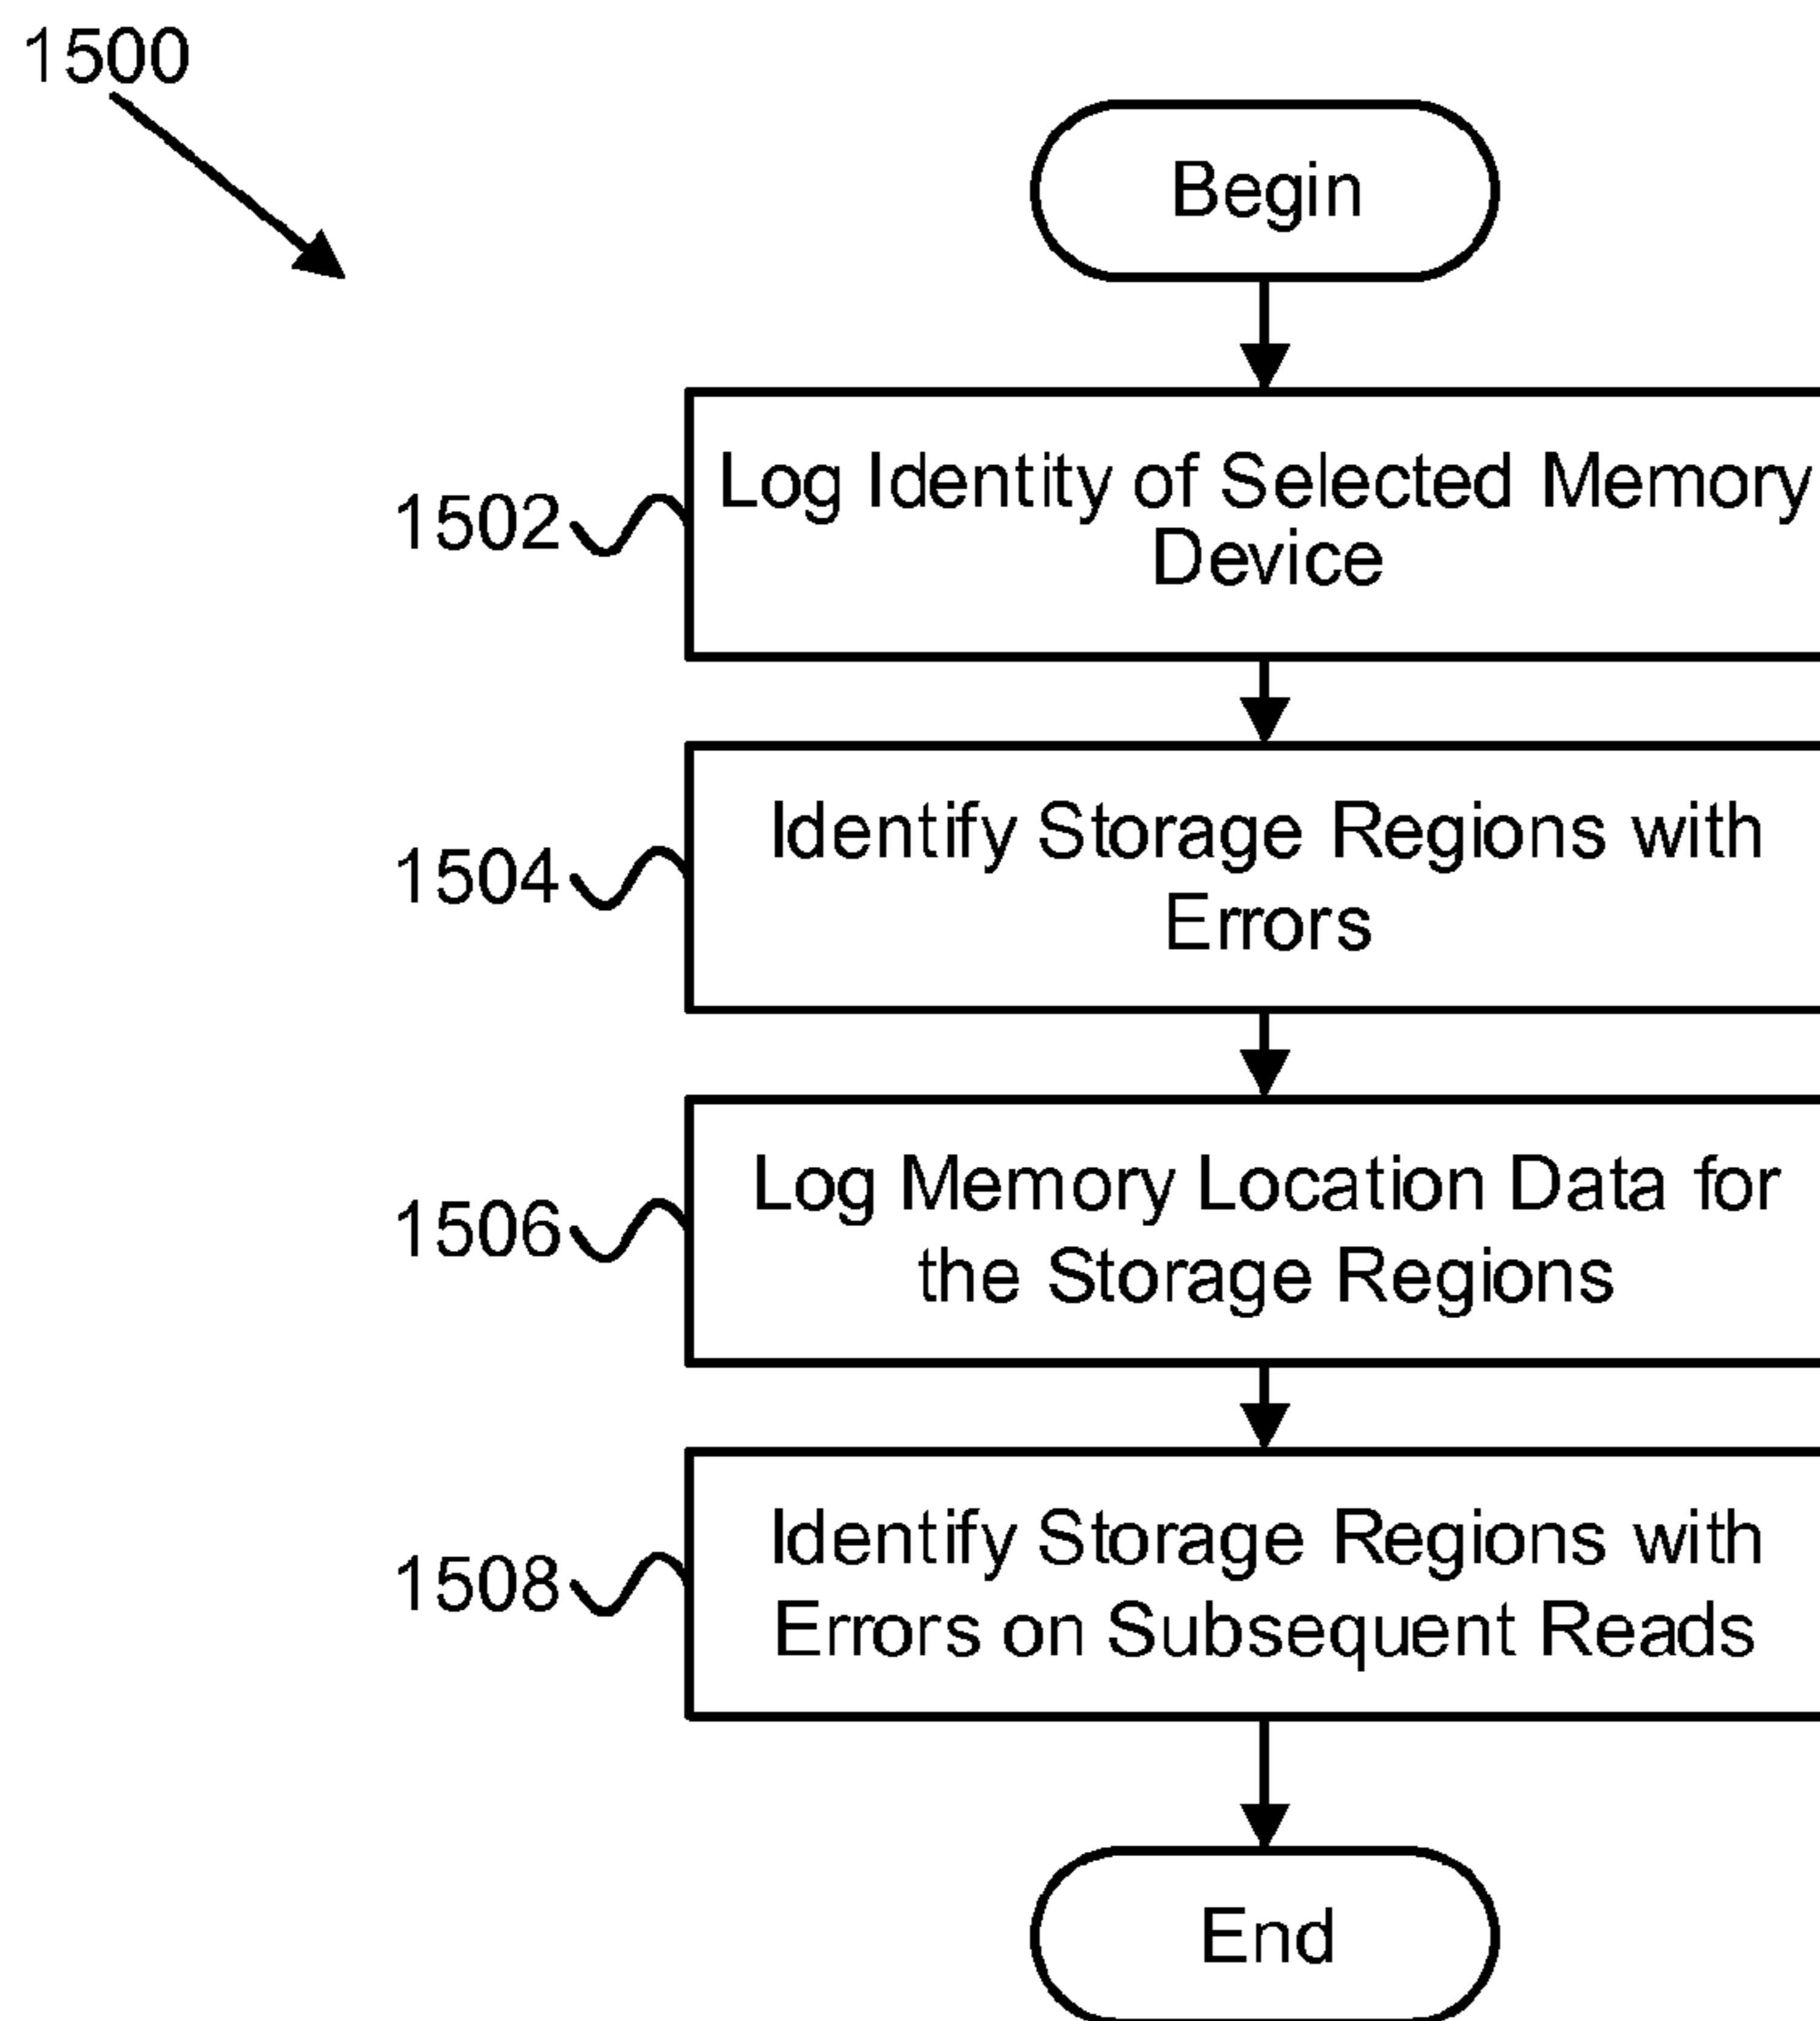 1500
Begin
1502
Log Identity of Selected Memory
Device
1504
Identify Storage Regions with
Errors
1506
Log Memory Location Data for
the Storage Regions
1508
Identify Storage Regions with
Errors on Subsequent Reads
End